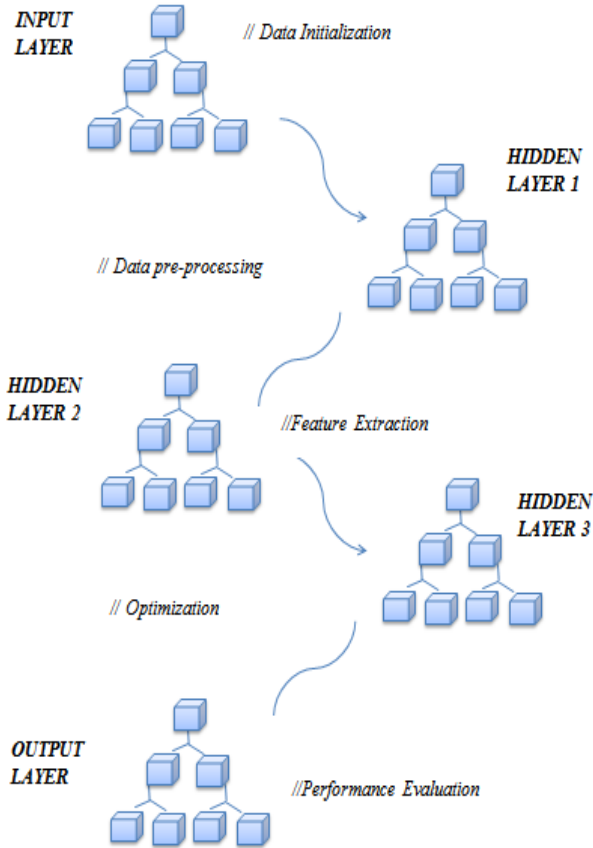 INPUT
LAYER
// Data Initialization
HIDDEN
LAYER 1
// Data pre-processing
HIDDEN
LAYER 2
//Feature Extraction
HIDDEN
LAYER 3
// Optimization
OUTPUT
LAYER
//Performance Evaluation